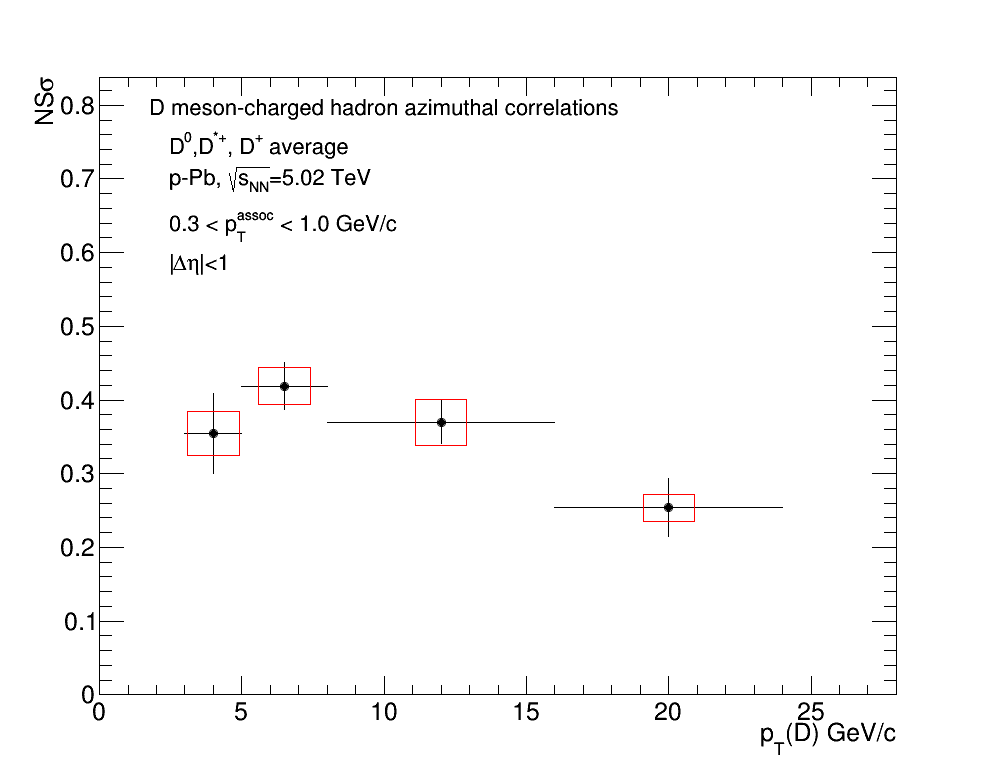 NSσ
0.8
0.7
0.6
0.5
0.4
0.3
0.2
0.1
0
D meson-charged hadron azimuthal correlations
D⁰,D*⁺, D⁺ average
p-Pb, √s_NN=5.02 TeV
0.3 < p_T^assoc < 1.0 GeV/c
|Δη|<1
0 5 10 15 20 25
p_T(D) GeV/c